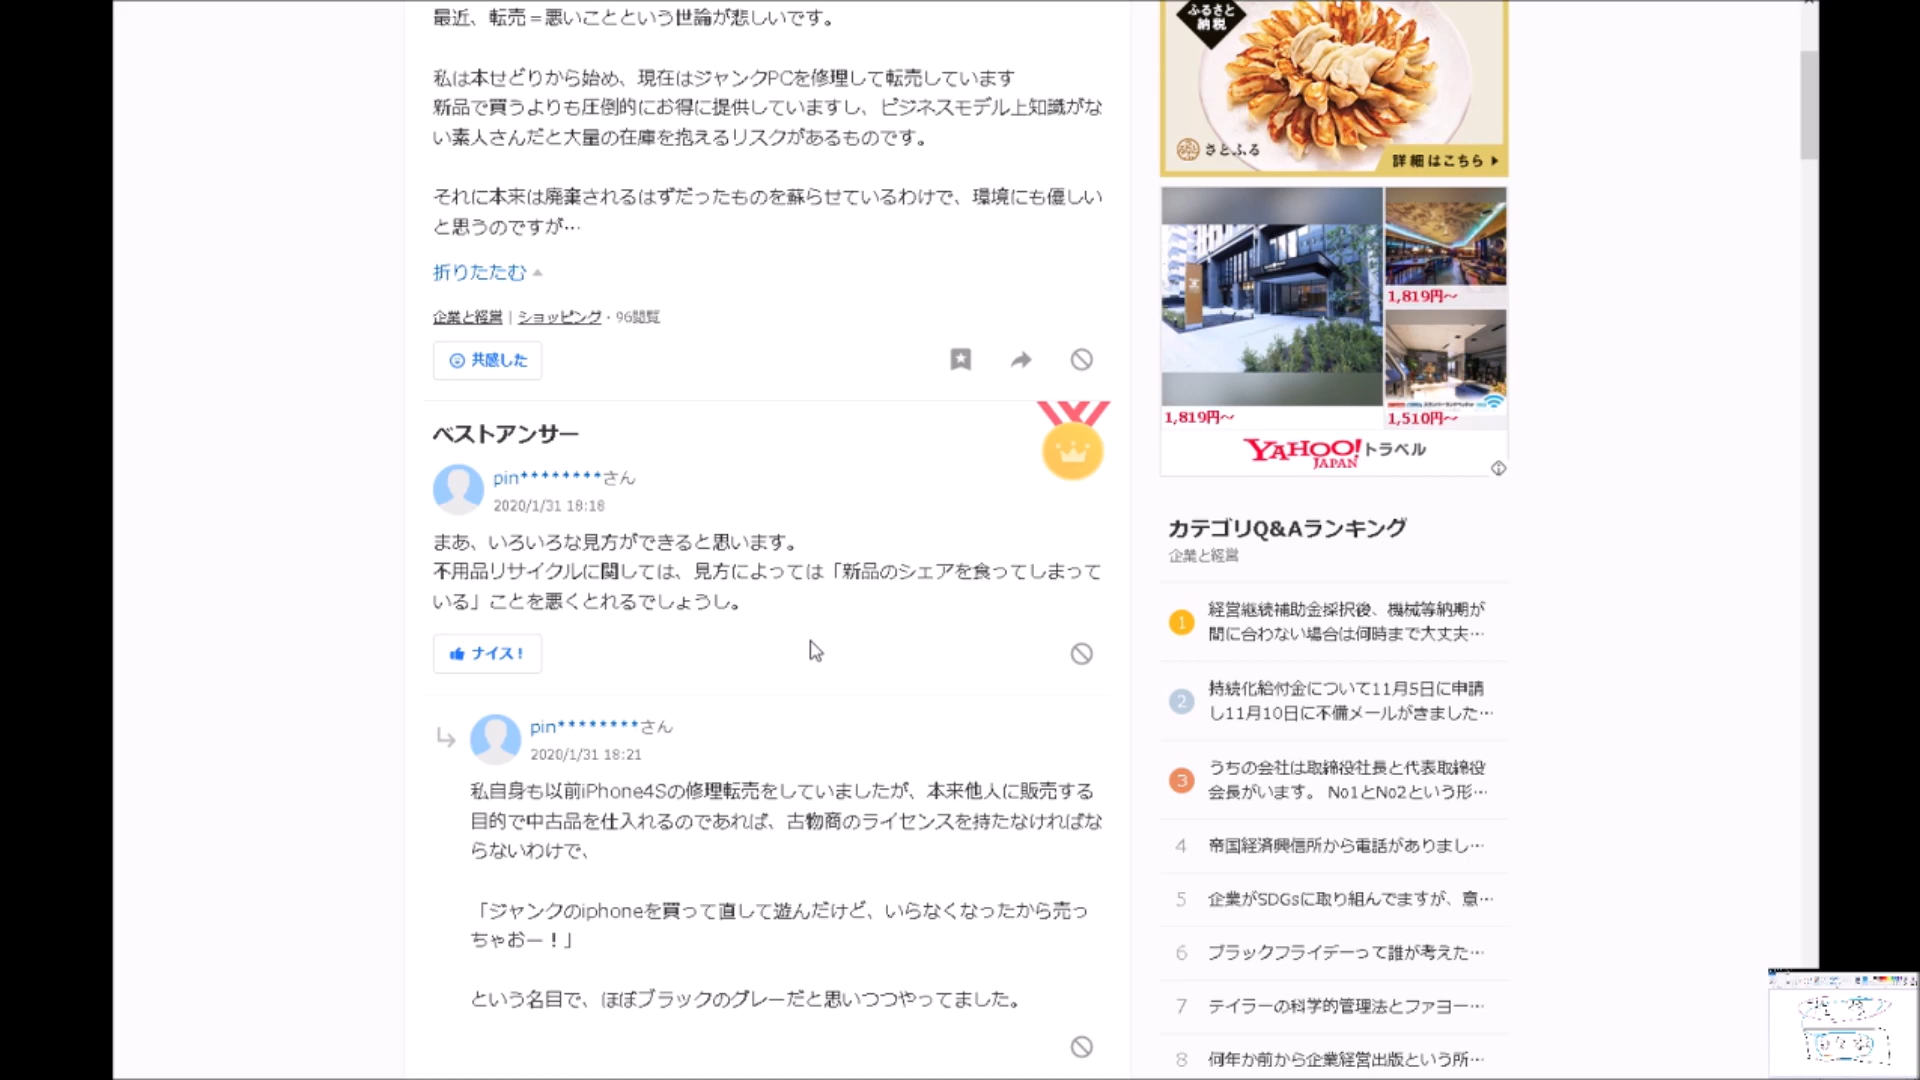 最近、転売＝悪いことという世論が悲しいです。
私は本せどりから始め、現在はジャンクPCを修理して転売しています
新品で買うよりも圧倒的にお得に提供していますし、ビジネスモデル上知識がな
い素人さんだと大量の在庫を抱えるリスクがあるものです。
それに本来は廃棄されるはずだったものを蘇らせているわけで、環境にも優しい
と思うのですが…
折りたたむ
企業と経営 | ショッピング・96閲覧
共感した
ベストアンサー
pin********さん
2020/1/31 18:18
まあ、いろいろな見方ができると思います。
不用品リサイクルに関しては、見方によっては「新品のシェアを食ってしまって
いる」ことを悪くとれるでしょうし。
ナイス！
pin********さん
2020/1/31 18:21
私自身も以前iPhone4Sの修理転売をしていましたが、本来他人に販売する
目的で中古品を仕入れるのであれば、古物商のライセンスを持たなければな
らないわけで、
「ジャンクのiphoneを買って直して遊んだけど、いらなくなったから売っ
ちゃおー！」
という名目で、ほぼブラックのグレーだと思いつつやってました。
ふるさと
納税
さとふる
詳細はこちら
1,819円～
1,819円～
1,510円～
YAHOO! JAPAN トラベル
カテゴリQ&Aランキング
企業と経営
1 経営継続補助金採択後、機械等納期が
間に合わない場合は何時まで大丈夫…
2 持続化給付金について11月5日に申請
し11月10日に不備メールがきました…
3 うちの会社は取締役社長と代表取締役
会長がいます。 No1とNo2という形…
4 帝国経済興信所から電話がありまし…
5 企業がSDGsに取り組んでますが、意…
6 ブラックフライデーって誰が考えた…
7 テイラーの科学的管理法とファヨー…
8 何年か前から企業経営出版という所…